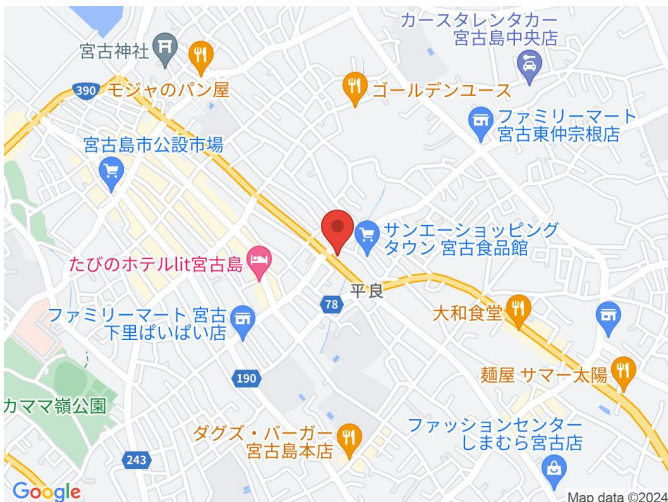 カースタレンタカー
宮古島中央店
宮古神社
390
モジャのパン屋
ゴールデンユース
ファミリーマート
宮古東仲宗根店
宮古島市公設市場
サンエーショッピング
タウン 宮古食品館
たびのホテルlit宮古島
平良
78
大和食堂
ファミリーマート 宮古
下里ぱいぱい店
麺屋 サマー太陽
190
カママ嶺公園
ファッションセンター
しまむら宮古店
ダグズ・バーガー
宮古島本店
243
Google
Map data ©2024